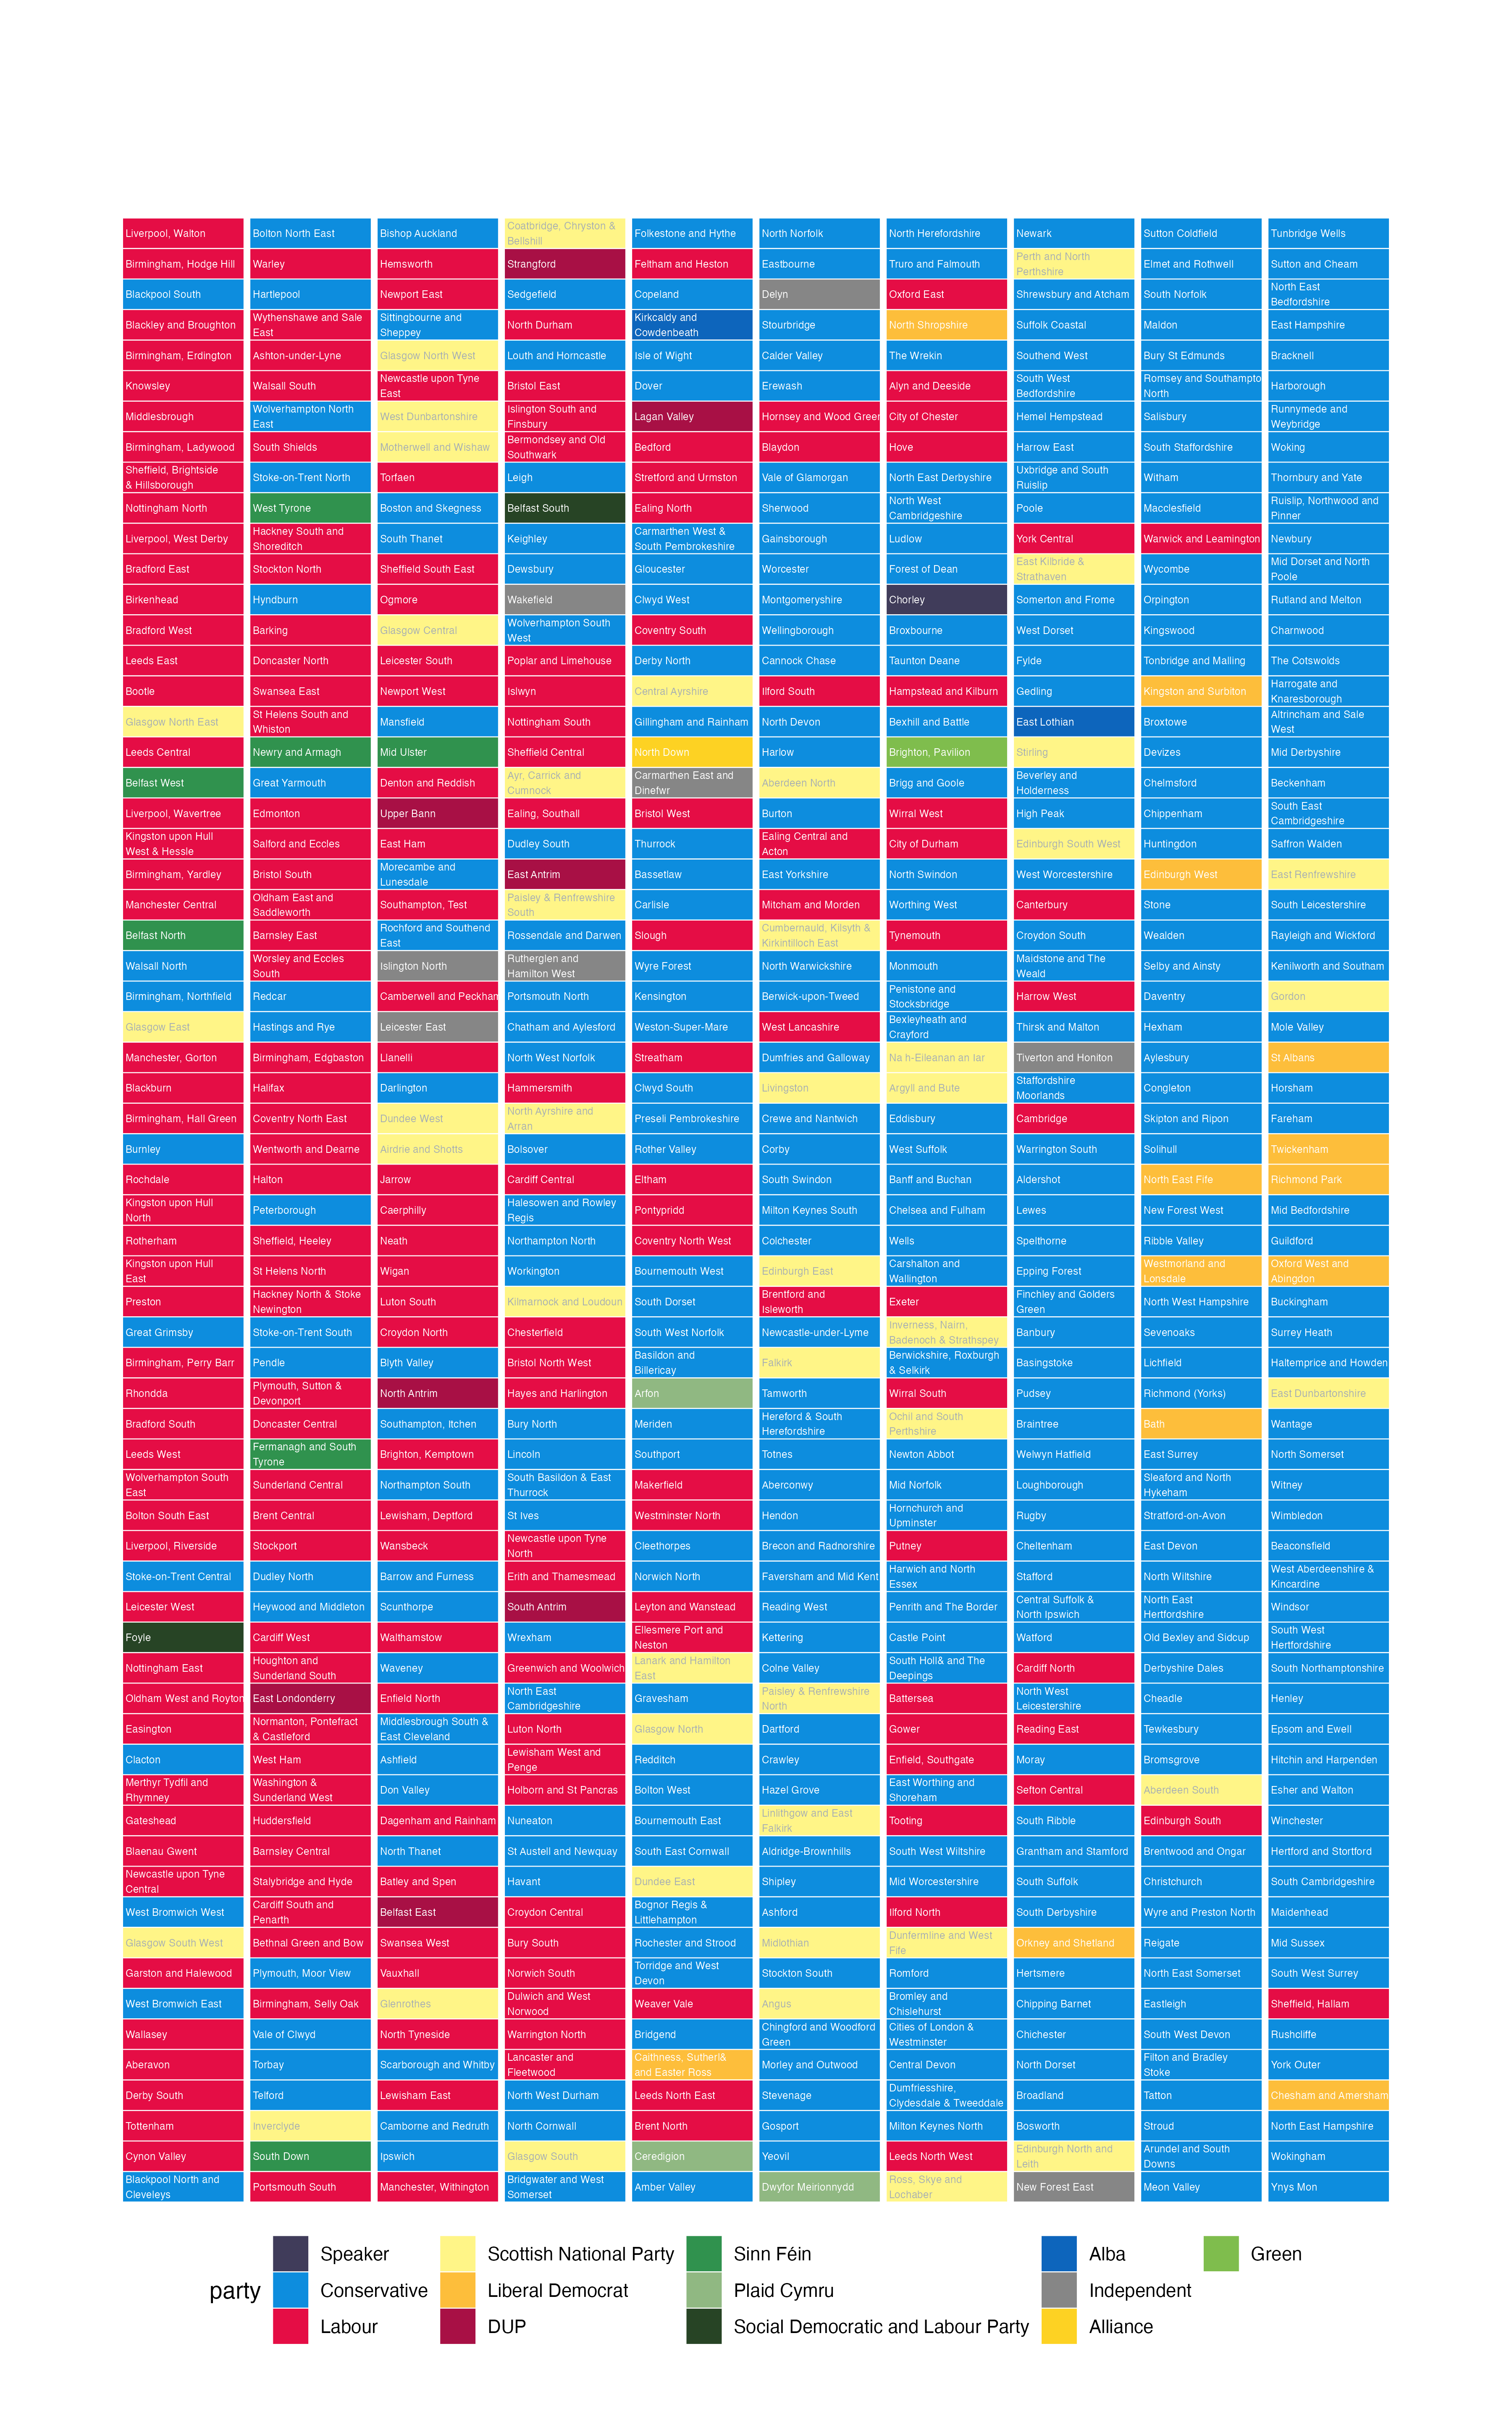 Liverpool, Walton
Birmingham, Hodge Hill
Blackpool South
Blackley and Broughton
Birmingham, Erdington
Knowsley
Middlesbrough
Birmingham, Ladywood
Sheffield, Brightside
& Hillsborough
Nottingham North
Liverpool, West Derby
Bradford East
Birkenhead
Bradford West
Leeds East
Bootle
Glasgow North East
Leeds Central
Belfast West
Liverpool, Wavertree
Kingston upon Hull
West & Hessle
Birmingham, Yardley
Manchester Central
Belfast North
Walsall North
Birmingham, Northfield
Glasgow East
Manchester, Gorton
Blackburn
Birmingham, Hall Green
Burnley
Rochdale
Kingston upon Hull
North
Rotherham
Kingston upon Hull
East
Preston
Great Grimsby
Birmingham, Perry Barr
Rhondda
Bradford South
Leeds West
Wolverhampton South
East
Bolton South East
Liverpool, Riverside
Stoke-on-Trent Central
Leicester West
Foyle
Nottingham East
Oldham West and Royton
Easington
Clacton
Merthyr Tydfil and
Rhymney
Gateshead
Blaenau Gwent
Newcastle upon Tyne
Central
West Bromwich West
Glasgow South West
Garston and Halewood
West Bromwich East
Wallasey
Aberavon
Derby South
Tottenham
Cynon Valley
Blackpool North and
Cleveleys
Bolton North East
Warley
Hartlepool
Wythenshawe and Sale
East
Ashton-under-Lyne
Walsall South
Wolverhampton North
East
South Shields
Stoke-on-Trent North
West Tyrone
Hackney South and
Shoreditch
Stockton North
Hyndburn
Barking
Doncaster North
Swansea East
St Helens South and
Whiston
Newry and Armagh
Great Yarmouth
Edmonton
Salford and Eccles
Bristol South
Oldham East and
Saddleworth
Barnsley East
Worsley and Eccles
South
Redcar
Hastings and Rye
Birmingham, Edgbaston
Halifax
Coventry North East
Wentworth and Dearne
Halton
Peterborough
Sheffield, Heeley
St Helens North
Hackney North & Stoke
Newington
Stoke-on-Trent South
Pendle
Plymouth, Sutton &
Devonport
Doncaster Central
Fermanagh and South
Tyrone
Sunderland Central
Brent Central
Stockport
Dudley North
Heywood and Middleton
Cardiff West
Houghton and
Sunderland South
East Londonderry
Normanton, Pontefract
& Castleford
West Ham
Washington &
Sunderland West
Huddersfield
Barnsley Central
Stalybridge and Hyde
Cardiff South and
Penarth
Bethnal Green and Bow
Plymouth, Moor View
Birmingham, Selly Oak
Vale of Clwyd
Torbay
Telford
Inverclyde
South Down
Portsmouth South
Bishop Auckland
Hemsworth
Newport East
Sittingbourne and
Sheppey
Glasgow North West
Newcastle upon Tyne
East
West Dunbartonshire
Motherwell and Wishaw
Torfaen
Boston and Skegness
South Thanet
Sheffield South East
Ogmore
Glasgow Central
Leicester South
Newport West
Mansfield
Mid Ulster
Denton and Reddish
Upper Bann
East Ham
Morecambe and
Lunesdale
Southampton, Test
Rochford and Southend
East
Islington North
Camberwell and Peckham
Leicester East
Llanelli
Darlington
Dundee West
Airdrie and Shotts
Jarrow
Caerphilly
Neath
Wigan
Luton South
Croydon North
Blyth Valley
North Antrim
Southampton, Itchen
Brighton, Kemptown
Northampton South
Lewisham, Deptford
Wansbeck
Barrow and Furness
Scunthorpe
Walthamstow
Waveney
Enfield North
Middlesbrough South &
East Cleveland
Ashfield
Don Valley
Dagenham and Rainham
North Thanet
Batley and Spen
Belfast East
Swansea West
Vauxhall
Glenrothes
North Tyneside
Scarborough and Whitby
Lewisham East
Camborne and Redruth
Ipswich
Manchester, Withington
Coatbridge, Chryston &
Bellshill
Strangford
Sedgefield
North Durham
Louth and Horncastle
Bristol East
Islington South and
Finsbury
Bermondsey and Old
Southwark
Leigh
Belfast South
Keighley
Dewsbury
Wakefield
Wolverhampton South
West
Poplar and Limehouse
Islwyn
Nottingham South
Sheffield Central
Ayr, Carrick and
Cumnock
Ealing, Southall
Dudley South
East Antrim
Paisley & Renfrewshire
South
Rossendale and Darwen
Rutherglen and
Hamilton West
Portsmouth North
Chatham and Aylesford
North West Norfolk
Hammersmith
North Ayrshire and
Arran
Bolsover
Cardiff Central
Halesowen and Rowley
Regis
Northampton North
Workington
Kilmarnock and Loudoun
Chesterfield
Bristol North West
Hayes and Harlington
Bury North
Lincoln
South Basildon & East
Thurrock
St Ives
Newcastle upon Tyne
North
Erith and Thamesmead
South Antrim
Wrexham
Greenwich and Woolwich
North East
Cambridgeshire
Luton North
Lewisham West and
Penge
Holborn and St Pancras
Nuneaton
St Austell and Newquay
Havant
Croydon Central
Bury South
Norwich South
Dulwich and West
Norwood
Warrington North
Lancaster and
Fleetwood
North West Durham
North Cornwall
Glasgow South
Bridgwater and West
Somerset
Folkestone and Hythe
Feltham and Heston
Copeland
Kirkcaldy and
Cowdenbeath
Isle of Wight
Dover
Lagan Valley
Bedford
Stretford and Urmston
Ealing North
Carmarthen West &
South Pembrokeshire
Gloucester
Clwyd West
Coventry South
Derby North
Central Ayrshire
Gillingham and Rainham
North Down
Carmarthen East and
Dinefwr
Bristol West
Thurrock
Bassetlaw
Carlisle
Slough
Wyre Forest
Kensington
Weston-Super-Mare
Streatham
Clwyd South
Preseli Pembrokeshire
Rother Valley
Eltham
Pontypridd
Coventry North West
Bournemouth West
South Dorset
South West Norfolk
Basildon and
Billericay
Arfon
Meriden
Southport
Makerfield
Westminster North
Cleethorpes
Norwich North
Leyton and Wanstead
Ellesmere Port and
Neston
Lanark and Hamilton
East
Gravesham
Glasgow North
Redditch
Bolton West
Bournemouth East
South East Cornwall
Dundee East
Bognor Regis &
Littlehampton
Rochester and Strood
Torridge and West
Devon
Weaver Vale
Bridgend
Caithness, Sutherl&
and Easter Ross
Leeds North East
Brent North
Ceredigion
Amber Valley
North Norfolk
Eastbourne
Delyn
Stourbridge
Calder Valley
Erewash
Hornsey and Wood Green
Blaydon
Vale of Glamorgan
Sherwood
Gainsborough
Worcester
Montgomeryshire
Wellingborough
Cannock Chase
Ilford South
North Devon
Harlow
Aberdeen North
Burton
Ealing Central and
Acton
East Yorkshire
Mitcham and Morden
Cumbernauld, Kilsyth &
Kirkintilloch East
North Warwickshire
Berwick-upon-Tweed
West Lancashire
Dumfries and Galloway
Livingston
Crewe and Nantwich
Corby
South Swindon
Milton Keynes South
Colchester
Edinburgh East
Brentford and
Isleworth
Newcastle-under-Lyme
Falkirk
Tamworth
Hereford & South
Herefordshire
Totnes
Aberconwy
Hendon
Brecon and Radnorshire
Faversham and Mid Kent
Reading West
Kettering
Colne Valley
Paisley & Renfrewshire
North
Dartford
Crawley
Hazel Grove
Linlithgow and East
Falkirk
Aldridge-Brownhills
Shipley
Ashford
Midlothian
Stockton South
Angus
Chingford and Woodford
Green
Morley and Outwood
Stevenage
Gosport
Yeovil
Dwyfor Meirionnydd
North Herefordshire
Truro and Falmouth
Oxford East
North Shropshire
The Wrekin
Alyn and Deeside
City of Chester
Hove
North East Derbyshire
North West
Cambridgeshire
Ludlow
Forest of Dean
Chorley
Broxbourne
Taunton Deane
Hampstead and Kilburn
Bexhill and Battle
Brighton, Pavilion
Brigg and Goole
Wirral West
City of Durham
North Swindon
Worthing West
Tynemouth
Monmouth
Penistone and
Stocksbridge
Bexleyheath and
Crayford
Na h-Eileanan an Iar
Argyll and Bute
Eddisbury
West Suffolk
Banff and Buchan
Chelsea and Fulham
Wells
Carshalton and
Wallington
Exeter
Inverness, Nairn,
Badenoch & Strathspey
Berwickshire, Roxburgh
& Selkirk
Wirral South
Ochil and South
Perthshire
Newton Abbot
Mid Norfolk
Hornchurch and
Upminster
Putney
Harwich and North
Essex
Penrith and The Border
Castle Point
South Holl& and The
Deepings
Battersea
Gower
Enfield, Southgate
East Worthing and
Shoreham
Tooting
South West Wiltshire
Mid Worcestershire
Ilford North
Dunfermline and West
Fife
Romford
Bromley and
Chislehurst
Cities of London &
Westminster
Central Devon
Dumfriesshire,
Clydesdale & Tweeddale
Milton Keynes North
Leeds North West
Ross, Skye and
Lochaber
Newark
Perth and North
Perthshire
Shrewsbury and Atcham
Suffolk Coastal
Southend West
South West
Bedfordshire
Hemel Hempstead
Harrow East
Uxbridge and South
Ruislip
Poole
York Central
East Kilbride &
Strathaven
Somerton and Frome
West Dorset
Fylde
Gedling
East Lothian
Stirling
Beverley and
Holderness
High Peak
Edinburgh South West
West Worcestershire
Canterbury
Croydon South
Maidstone and The
Weald
Harrow West
Thirsk and Malton
Tiverton and Honiton
Staffordshire
Moorlands
Cambridge
Warrington South
Aldershot
Lewes
Spelthorne
Epping Forest
Finchley and Golders
Green
Banbury
Basingstoke
Pudsey
Braintree
Welwyn Hatfield
Loughborough
Rugby
Cheltenham
Stafford
Central Suffolk &
North Ipswich
Watford
Cardiff North
North West
Leicestershire
Reading East
Moray
Sefton Central
South Ribble
Grantham and Stamford
South Suffolk
South Derbyshire
Orkney and Shetland
Hertsmere
Chipping Barnet
Chichester
North Dorset
Broadland
Bosworth
Edinburgh North and
Leith
New Forest East
Sutton Coldfield
Elmet and Rothwell
South Norfolk
Maldon
Bury St Edmunds
Romsey and Southampto
North
Salisbury
South Staffordshire
Witham
Macclesfield
Warwick and Leamington
Wycombe
Orpington
Kingswood
Tonbridge and Malling
Kingston and Surbiton
Broxtowe
Devizes
Chelmsford
Chippenham
Huntingdon
Edinburgh West
Stone
Wealden
Selby and Ainsty
Daventry
Hexham
Aylesbury
Congleton
Skipton and Ripon
Solihull
North East Fife
New Forest West
Ribble Valley
Westmorland and
Lonsdale
North West Hampshire
Sevenoaks
Lichfield
Richmond (Yorks)
Bath
East Surrey
Sleaford and North
Hykeham
Stratford-on-Avon
East Devon
North Wiltshire
North East
Hertfordshire
Old Bexley and Sidcup
Derbyshire Dales
Cheadle
Tewkesbury
Bromsgrove
Aberdeen South
Edinburgh South
Brentwood and Ongar
Christchurch
Wyre and Preston North
Reigate
North East Somerset
Eastleigh
South West Devon
Filton and Bradley
Stoke
Tatton
Stroud
Arundel and South
Downs
Meon Valley
Tunbridge Wells
Sutton and Cheam
North East
Bedfordshire
East Hampshire
Bracknell
Harborough
Runnymede and
Weybridge
Woking
Thornbury and Yate
Ruislip, Northwood and
Pinner
Newbury
Mid Dorset and North
Poole
Rutland and Melton
Charnwood
The Cotswolds
Harrogate and
Knaresborough
Altrincham and Sale
West
Mid Derbyshire
Beckenham
South East
Cambridgeshire
Saffron Walden
East Renfrewshire
South Leicestershire
Rayleigh and Wickford
Kenilworth and Southam
Gordon
Mole Valley
St Albans
Horsham
Fareham
Twickenham
Richmond Park
Mid Bedfordshire
Guildford
Oxford West and
Abingdon
Buckingham
Surrey Heath
Haltemprice and Howden
East Dunbartonshire
Wantage
North Somerset
Witney
Wimbledon
Beaconsfield
West Aberdeenshire &
Kincardine
Windsor
South West
Hertfordshire
South Northamptonshire
Henley
Epsom and Ewell
Hitchin and Harpenden
Esher and Walton
Winchester
Hertford and Stortford
South Cambridgeshire
Maidenhead
Mid Sussex
South West Surrey
Sheffield, Hallam
Rushcliffe
York Outer
Chesham and Amersham
North East Hampshire
Wokingham
Ynys Mon
party
Speaker
Conservative
Labour
Scottish National Party
Liberal Democrat
DUP
Sinn Féin
Plaid Cymru
Social Democratic and Labour Party
Alba
Independent
Alliance
Green